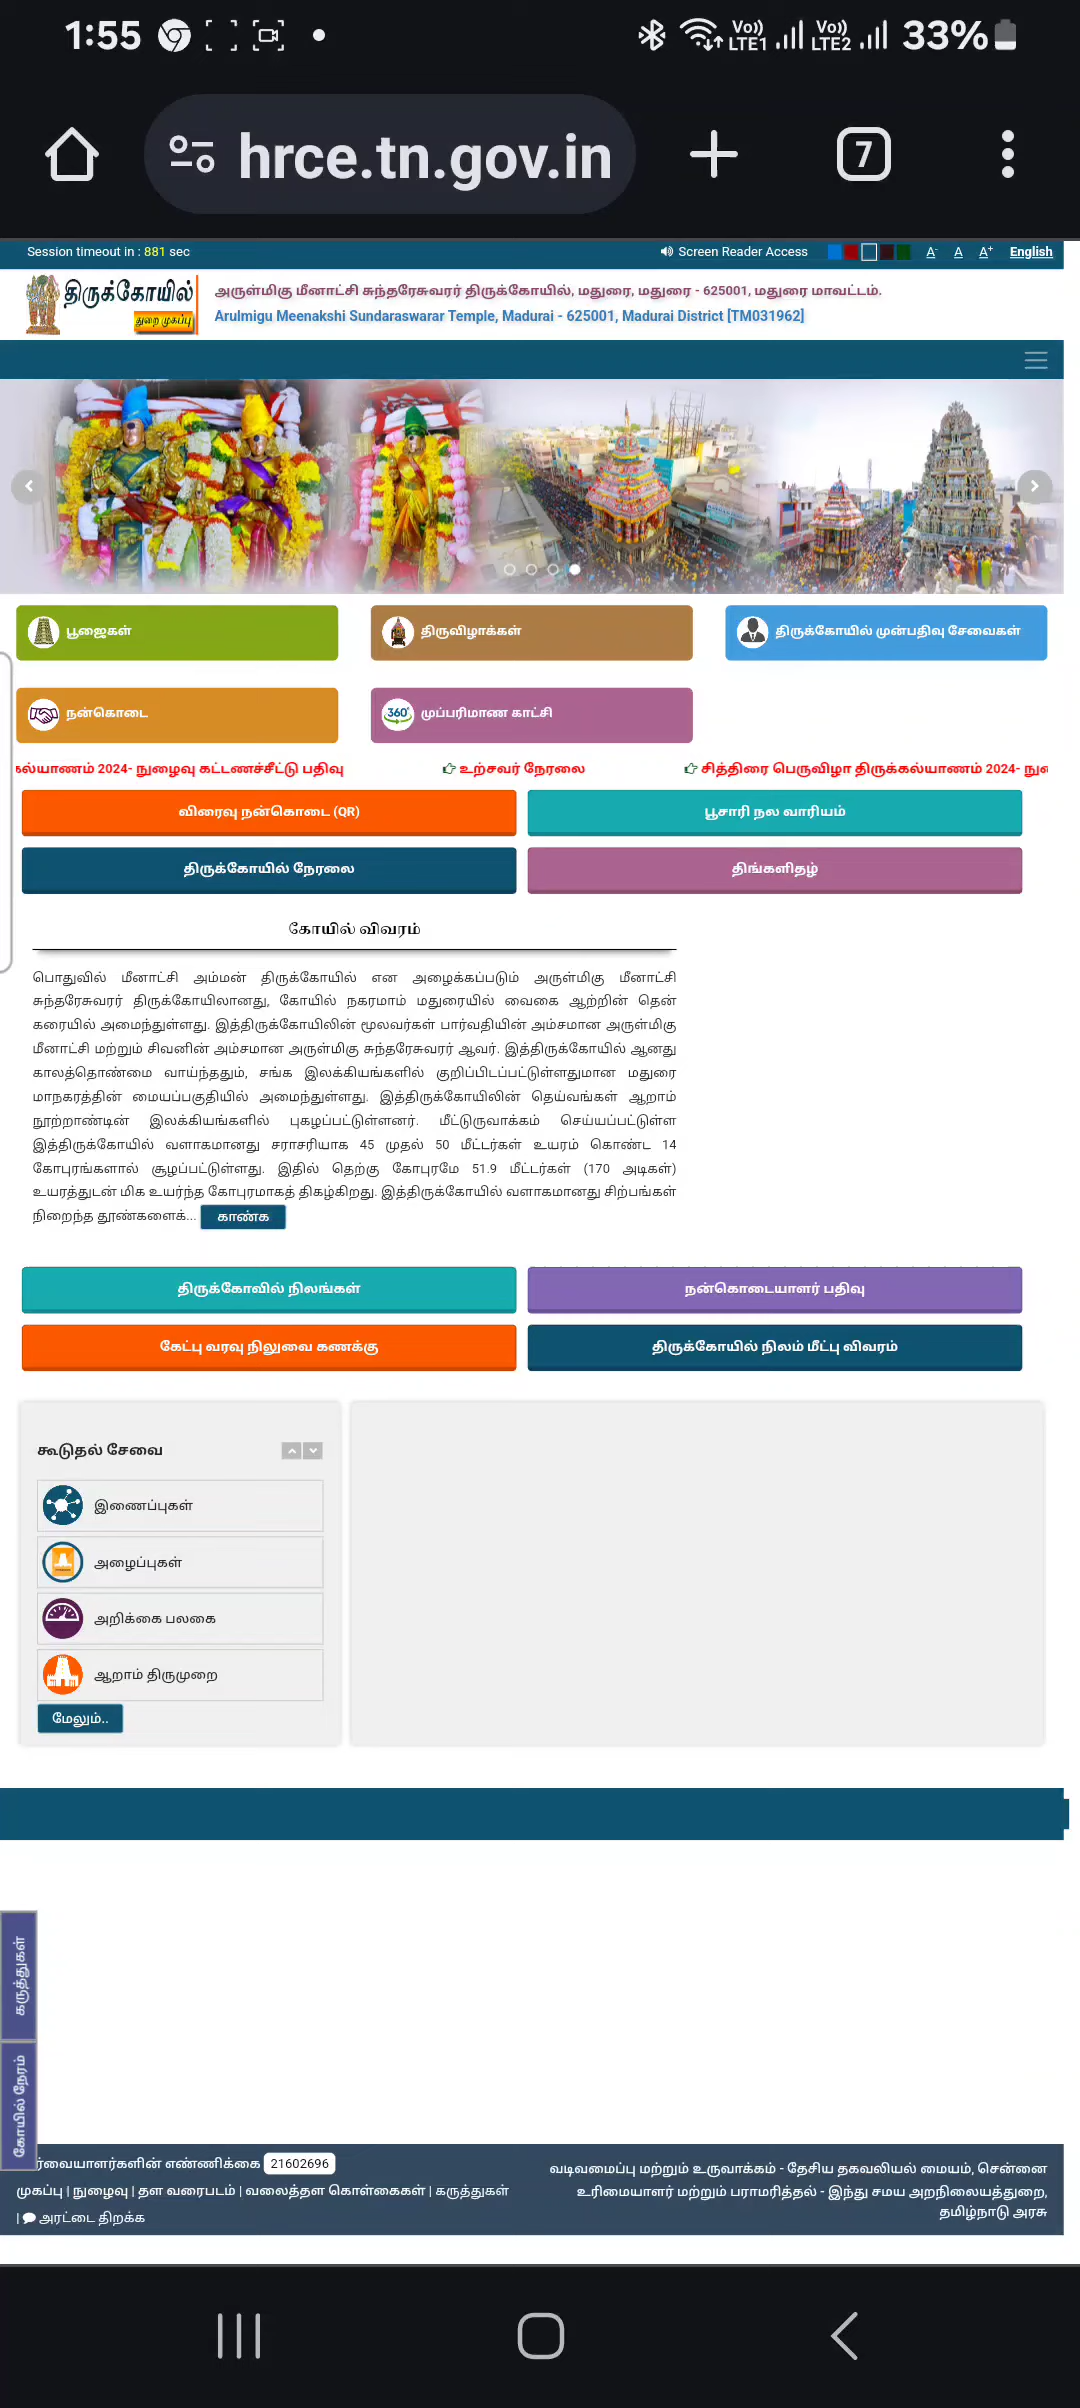 1:55
Vo)) LTE1 Vo)) LTE2 33%
hrce.tn.gov.in
7
Session timeout in : 881 sec
Screen Reader Access A- A A+ English
திருக்கோயில்
துறை முகப்பு
அருள்மிகு மீனாட்சி சுந்தரேசுவரர் திருக்கோயில், மதுரை, மதுரை - 625001, மதுரை மாவட்டம்.
Arulmigu Meenakshi Sundaraswarar Temple, Madurai - 625001, Madurai District [TM031962]
பூஜைகள்
திருவிழாக்கள்
திருக்கோயில் முன்பதிவு சேவைகள்
நன்கொடை
360°
முப்பரிமாண காட்சி
கல்யாணம் 2024- நுழைவு கட்டணச்சீட்டு பதிவு உற்சவர் நேரலை சித்திரை பெருவிழா திருக்கல்யாணம் 2024-
விரைவு நன்கொடை (QR)
பூசாரி நல வாரியம்
திருக்கோயில் நேரலை
திங்களிதழ்
கோயில் விவரம்
பொதுவில் மீனாட்சி அம்மன் திருக்கோயில் என அழைக்கப்படும் அருள்மிகு மீனாட்சி
சுந்தரேசுவரர் திருக்கோயிலானது, கோயில் நகரமாம் மதுரையில் வைகை ஆற்றின் தென்
கரையில் அமைந்துள்ளது. இத்திருக்கோயிலின் மூலவர்கள் பார்வதியின் அம்சமான அருள்மிகு
மீனாட்சி மற்றும் சிவனின் அம்சமான அருள்மிகு சுந்தரேசுவரர் ஆவர். இத்திருக்கோயில் ஆனது
காலத்தொண்மை வாய்ந்ததும், சங்க இலக்கியங்களில் குறிப்பிடப்பட்டுள்ளதுமான மதுரை
மாநகரத்தின் மையப்பகுதியில் அமைந்துள்ளது. இத்திருக்கோயிலின் தெய்வங்கள் ஆறாம்
நூற்றாண்டின் இலக்கியங்களில் புகழப்பட்டுள்ளனர். மீட்டுருவாக்கம் செய்யப்பட்டுள்ள
இத்திருக்கோயில் வளாகமானது சராசரியாக 45 முதல் 50 மீட்டர்கள் உயரம் கொண்ட 14
கோபுரங்களால் சூழப்பட்டுள்ளது. இதில் தெற்கு கோபுரமே 51.9 மீட்டர்கள் (170 அடிகள்)
உயரத்துடன் மிக உயர்ந்த கோபுரமாகத் திகழ்கிறது. இத்திருக்கோயில் வளாகமானது சிற்பங்கள்
நிறைந்த தூண்களைக்... காண்க
திருக்கோவில் நிலங்கள்
நன்கொடையாளர் பதிவு
கேட்பு வரவு நிலுவை கணக்கு
திருக்கோயில் நிலம் மீட்பு விவரம்
கூடுதல் சேவை
இணைப்புகள்
அழைப்புகள்
அறிக்கை பலகை
ஆறாம் திருமுறை
மேலும்..
கருத்துகள்
கோயில் நேரம்
ர்வையாளர்களின் எண்ணிக்கை 21602696
முகப்பு | நுழைவு | தள வரைபடம் | வலைத்தள கொள்கைகள் | கருத்துகள்
| அரட்டை திறக்க
வடிவமைப்பு மற்றும் உருவாக்கம் - தேசிய தகவலியல் மையம், சென்னை
உரிமையாளர் மற்றும் பராமரித்தல் - இந்து சமய அறநிலையத்துறை,
தமிழ்நாடு அரசு